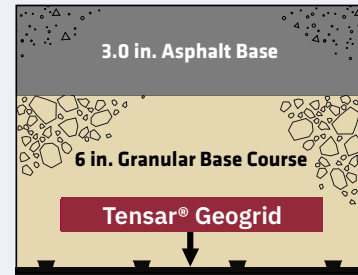 3.0 in. Asphalt Base
6 in. Granular Base Course
Tensar® Geogrid